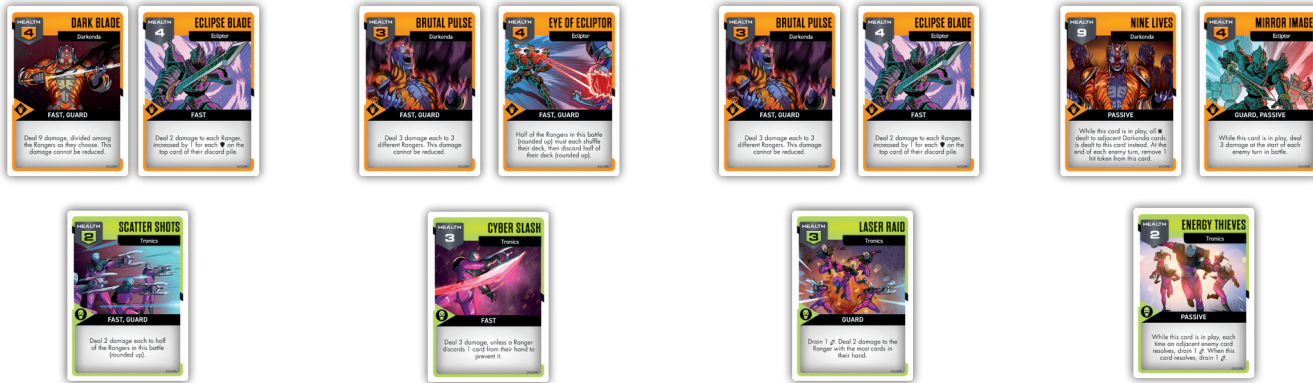 HEALTH
4
DARK BLADE
Darkonda
FAST, GUARD
Deal 9 damage, divided among
the Rangers as they choose. This
damage cannot be reduced.
HEALTH
4
ECLIPSE BLADE
Ecliptor
FAST
Deal 2 damage to each Ranger,
increased by 1 for each on the
top card of their discard pile.
HEALTH
3
BRUTAL PULSE
Darkonda
FAST, GUARD
Deal 3 damage each to 3
different Rangers. This damage
cannot be reduced.
HEALTH
4
EYE OF ECLIPTOR
Ecliptor
FAST, GUARD
Half of the Rangers in this battle
(rounded up) must each shuffle
their deck, then discard half of
their deck (rounded up).
HEALTH
3
BRUTAL PULSE
Darkonda
FAST, GUARD
Deal 3 damage each to 3
different Rangers. This damage
cannot be reduced.
HEALTH
4
ECLIPSE BLADE
Ecliptor
FAST
Deal 2 damage to each Ranger,
increased by 1 for each on the
top card of their discard pile.
HEALTH
9
NINE LIVES
Darkonda
PASSIVE
While this card is in play, all
dealt to adjacent Darkonda cards
is dealt to this card instead. At the
end of each enemy turn, remove 1
hit taken from this card.
HEALTH
4
MIRROR IMAGE
Ecliptor
GUARD, PASSIVE
While this card is in play, deal
3 damage at the start of each
enemy turn in battle.
HEALTH
2
SCATTER SHOTS
Tronics
FAST, GUARD
Deal 2 damage each to half
of the Rangers in this battle
(rounded up).
HEALTH
3
CYBER SLASH
Tronics
FAST
Deal 3 damage, unless a Ranger
discards 1 card from their hand to
prevent it.
HEALTH
3
LASER RAID
Tronics
GUARD
Drain 1 . Deal 2 damage to the
Ranger with the most cards in
their hand.
HEALTH
2
ENERGY THIEVES
Tronics
PASSIVE
While this card is in play, each
time an adjacent enemy card
resolves, drain 1 . When this
card resolves, drain 1 .